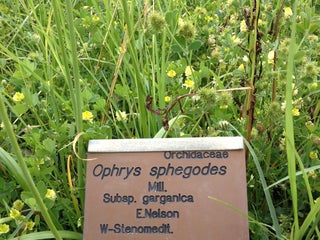 Orchidaceae
Ophrys sphegodes
Mill.
Subsp. garganica
E.Nelson
W-Stenomedit.